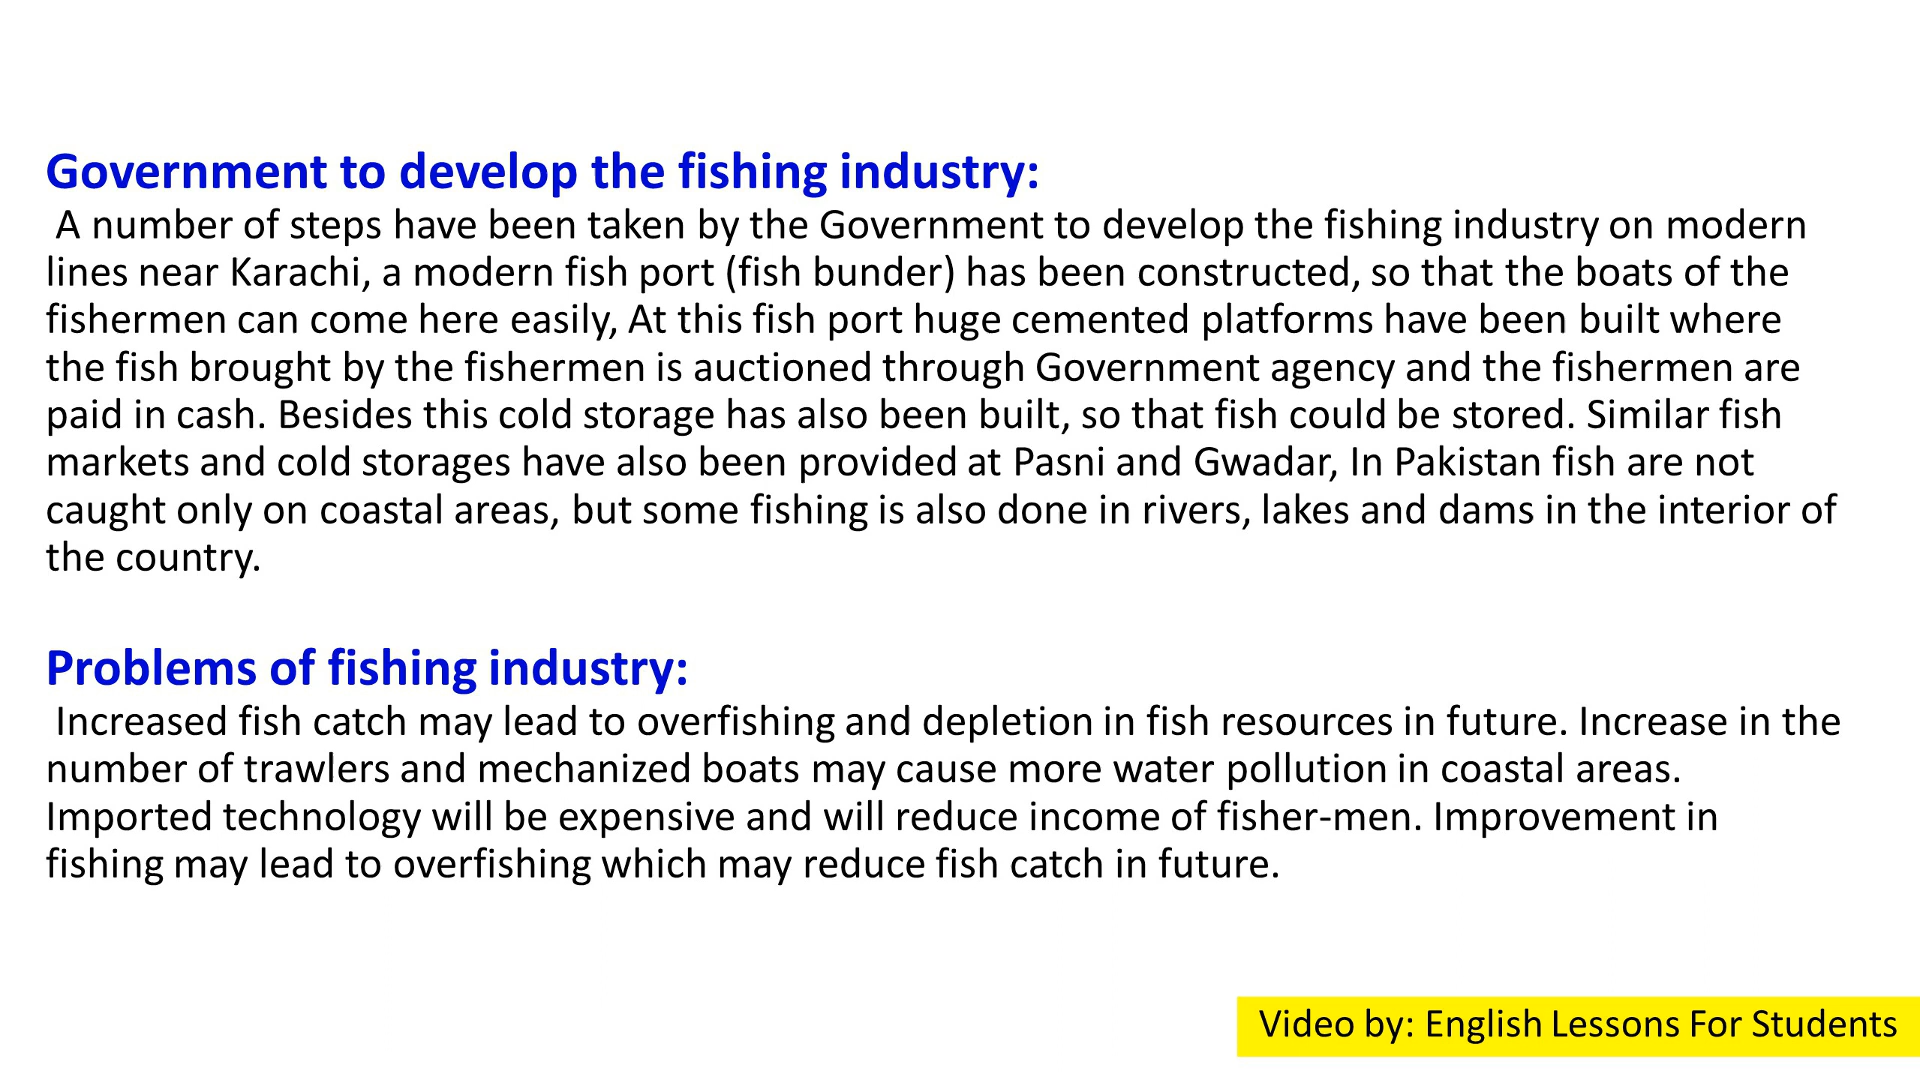 Government to develop the fishing industry:
A number of steps have been taken by the Government to develop the fishing industry on modern
lines near Karachi, a modern fish port (fish bunder) has been constructed, so that the boats of the
fishermen can come here easily, At this fish port huge cemented platforms have been built where
the fish brought by the fishermen is auctioned through Government agency and the fishermen are
paid in cash. Besides this cold storage has also been built, so that fish could be stored. Similar fish
markets and cold storages have also been provided at Pasni and Gwadar, In Pakistan fish are not
caught only on coastal areas, but some fishing is also done in rivers, lakes and dams in the interior of
the country.
Problems of fishing industry:
Increased fish catch may lead to overfishing and depletion in fish resources in future. Increase in the
number of trawlers and mechanized boats may cause more water pollution in coastal areas.
Imported technology will be expensive and will reduce income of fisher-men. Improvement in
fishing may lead to overfishing which may reduce fish catch in future.
Video by: English Lessons For Students